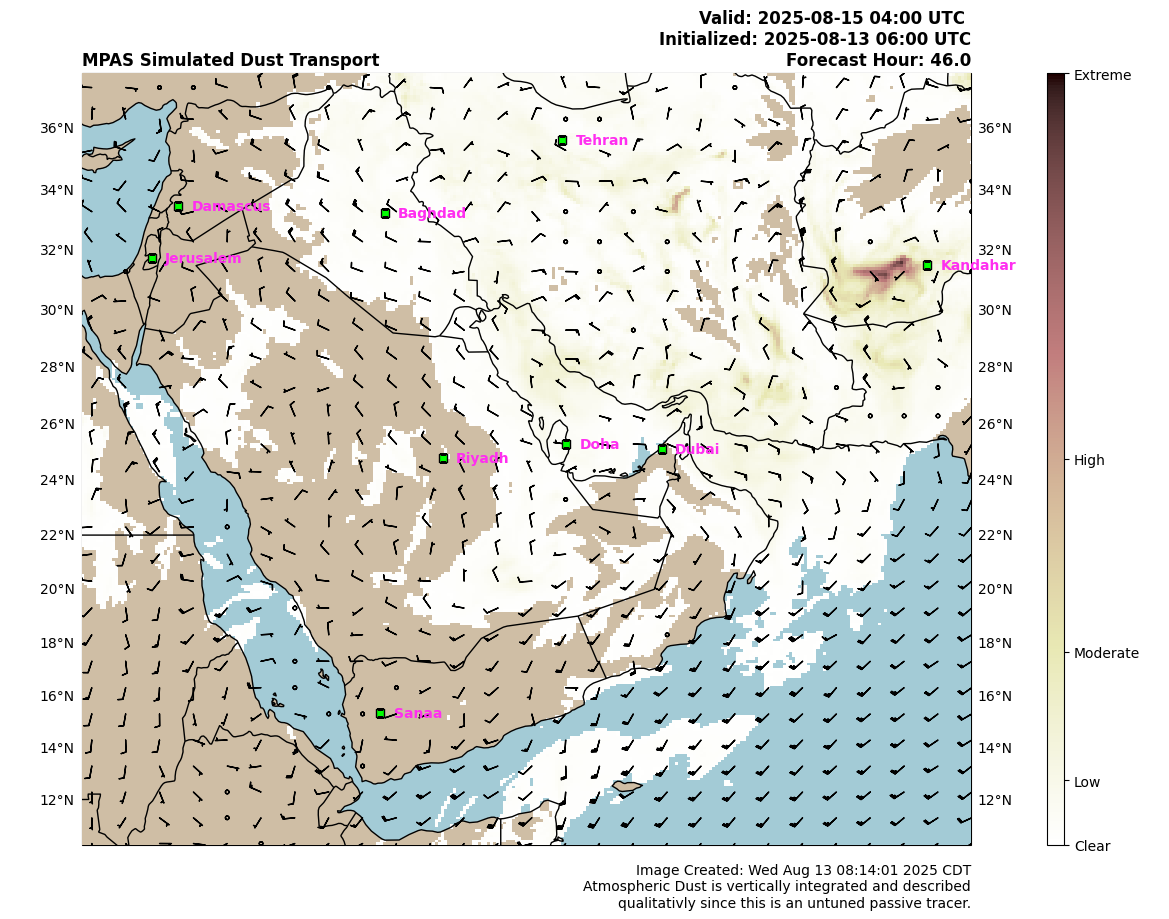 Valid: 2025-08-15 04:00 UTC
Initialized: 2025-08-13 06:00 UTC
MPAS Simulated Dust Transport Forecast Hour: 46.0
Extreme
36°N 36°N
Tehran
34°N 34°N
Damascus
Baghdad
32°N 32°N
Jerusalem
Kandahar
30°N 30°N
28°N 28°N
26°N 26°N
Doha
Dubai
Riyadh
High
24°N 24°N
22°N 22°N
20°N 20°N
18°N 18°N
Moderate
16°N 16°N
Sanaa
14°N 14°N
Low
12°N 12°N
Clear
Image Created: Wed Aug 13 08:14:01 2025 CDT
Atmospheric Dust is vertically integrated and described
qualitativly since this is an untuned passive tracer.